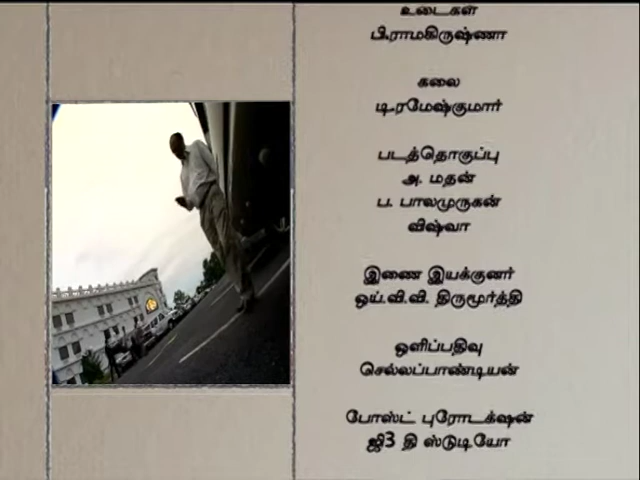 உடைகள்
பி.ராமகிருஷ்ணா
கலை
டி.ரமேஷ்குமார்
படத்தொகுப்பு
அ. மதன்
ப. பாலமுருகன்
விஷ்வா
இணை இயக்குனர்
ஒய்.வி.வி. திருமூர்த்தி
ஒளிப்பதிவு
செல்லப்பாண்டியன்
போஸ்ட் புரோடக்ஷன்
ஜி3 தி ஸ்டுடியோ